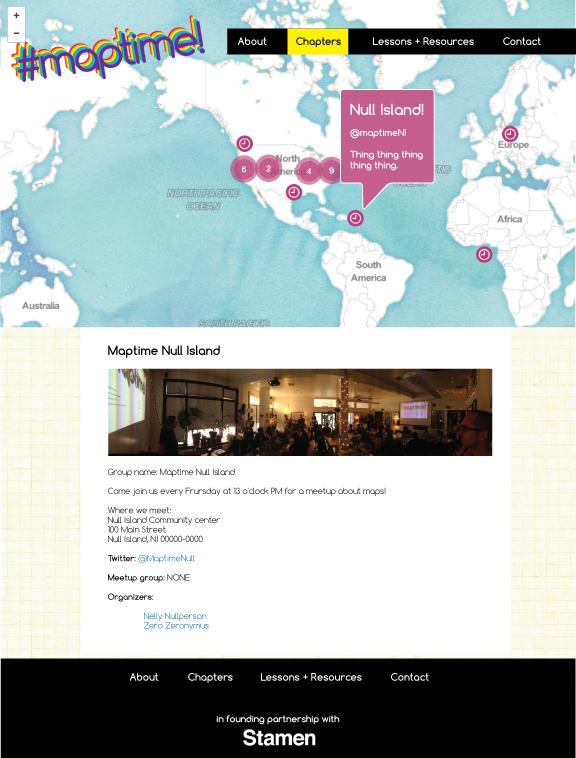 +
−
#maptime!
About Chapters Lessons + Resources Contact
Null Island!
@maptimeNI
Thing thing thing
thing thing.
Europe
North
America
6 2 4 9
NORTH PACIFIC
OCEAN
Africa
South
America
Australia
SOUTH PACIFIC
Maptime Null Island
Group name: Maptime Null Island
Come join us every Frursday at 13 o'clock PM for a meetup about maps!
Where we meet:
Null Island Community center
100 Main Street
Null Island, NI 00000-0000
Twitter: @MaptimeNull
Meetup group: NONE
Organizers:
Nelly Nullperson
Zero Zeronymus
About Chapters Lessons + Resources Contact
in founding partnership with
Stamen